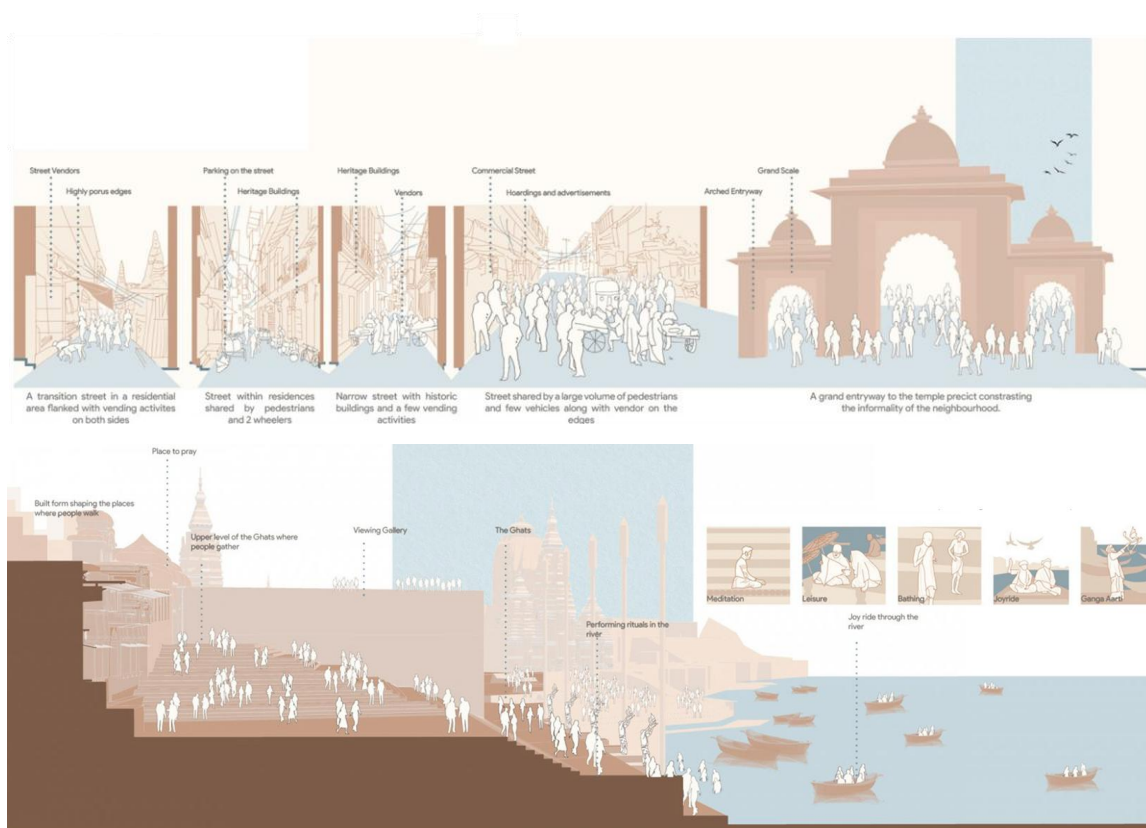 Street Vendors
Highly porus edges
Parking on the street
Heritage Buildings
Heritage Buildings
Vendors
Commercial Street
Hoardings and advertisements
Arched Entryway
Grand Scale
A transition street in a residential
area flanked with vending activites
on both sides
Street within residences
shared by pedestrians
and 2 wheelers
Narrow street with historic
buildings and a few vending
activities
Street shared by a large volume of pedestrians
and few vehicles along with vendor on the
edges
A grand entryway to the temple precict constrasting
the informality of the neighbourhood.
Place to pray
Built form shaping the places
where people walk
Upper level of the Ghats where
people gather
Viewing Gallery
The Ghats
Performing rituals in the
river
Meditation
Leisure
Bathing
Joyride
Ganga Aarti
Joy ride through the
river